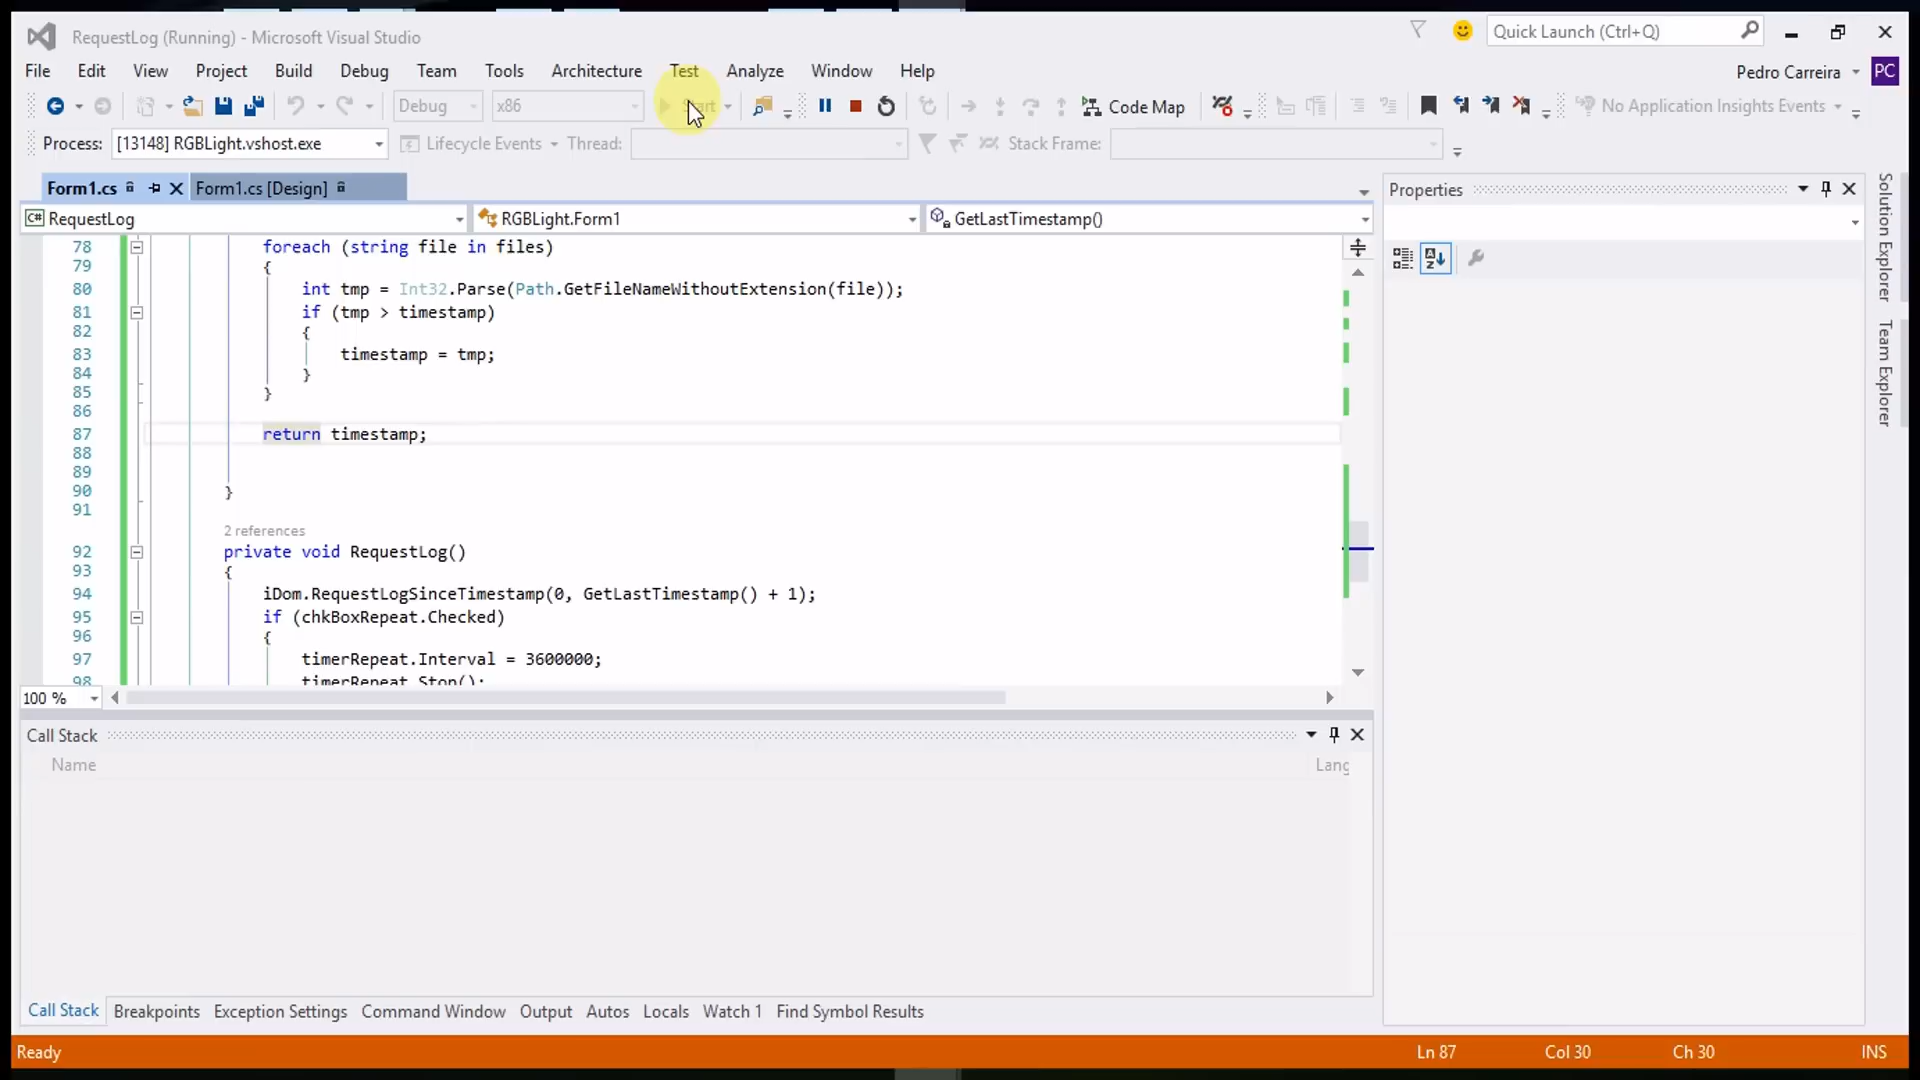 RequestLog (Running) - Microsoft Visual Studio
Quick Launch (Ctrl+Q)
File Edit View Project Build Debug Team Tools Architecture Test Analyze Window Help
Pedro Carreira PC
Debug x86 Start Code Map No Application Insights Events
Process: [13148] RGBLight.vshost.exe Lifecycle Events Thread: Stack Frame:
Form1.cs Form1.cs [Design]
Properties
C# RequestLog RGBLight.Form1 GetLastTimestamp()
78 foreach (string file in files)
79 {
80 int tmp = Int32.Parse(Path.GetFileNameWithoutExtension(file));
81 if (tmp > timestamp)
82 {
83 timestamp = tmp;
84 }
85 }
86
87 return timestamp;
88
89
90 }
91
2 references
92 private void RequestLog()
93 {
94 iDom.RequestLogSinceTimestamp(0, GetLastTimestamp() + 1);
95 if (chkBoxRepeat.Checked)
96 {
97 timerRepeat.Interval = 3600000;
98 timerRepeat.Stop();
100 %
Call Stack
Name Lang
Call Stack Breakpoints Exception Settings Command Window Output Autos Locals Watch 1 Find Symbol Results
Ready Ln 87 Col 30 Ch 30 INS
Solution Explorer
Team Explorer